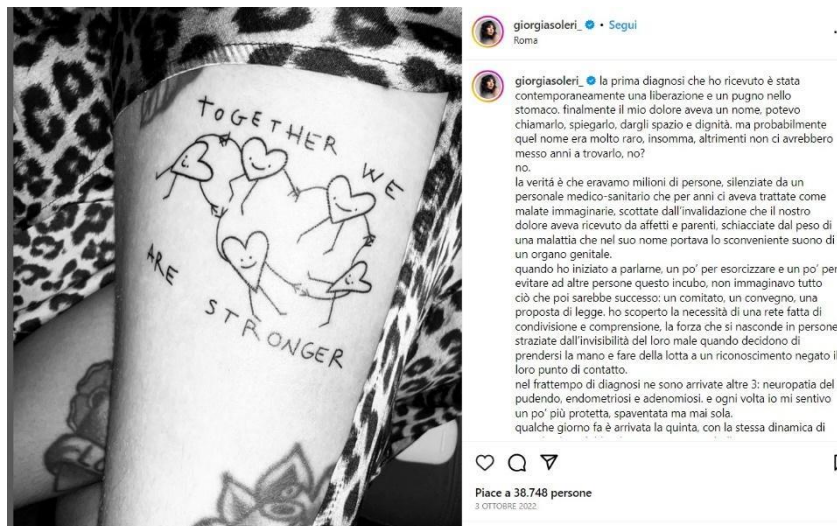 TOGETHER WE
ARE STRONGER
giorgiasoleri_ • Segui
Roma
giorgiasoleri_ la prima diagnosi che ho ricevuto è stata
contemporaneamente una liberazione e un pugno nello
stomaco. finalmente il mio dolore aveva un nome, potevo
chiamarlo, spiegarlo, dargli spazio e dignità. ma probabilmente
quel nome era molto raro, insomma, altrimenti non ci avrebbero
messo anni a trovarlo, no?
no.
la veritá è che eravamo milioni di persone, silenziate da un
personale medico-sanitario che per anni ci aveva trattate come
malate immaginarie, scottate dall'invalidazione che il nostro
dolore aveva ricevuto da affetti e parenti, schiacciate dal peso di
una malattia che nel suo nome portava lo sconveniente suono di
un organo genitale.
quando ho iniziato a parlarne, un po' per esorcizzare e un po' per
evitare ad altre persone questo incubo, non immaginavo tutto
ciò che poi sarebbe successo: un comitato, un convegno, una
proposta di legge. ho scoperto la necessità di una rete fatta di
condivisione e comprensione, la forza che si nasconde in persone
straziate dall'invisibilità del loro male quando decidono di
prendersi la mano e fare della lotta a un riconoscimento negato il
loro punto di contatto.
nel frattempo di diagnosi ne sono arrivate altre 3: neuropatia del
pudendo, endometriosi e adenomiosi. e ogni volta io mi sentivo
un po' più protetta, spaventata ma mai sola.
qualche giorno fa è arrivata la quinta, con la stessa dinamica di
Piace a 38.748 persone
3 OTTOBRE 2022